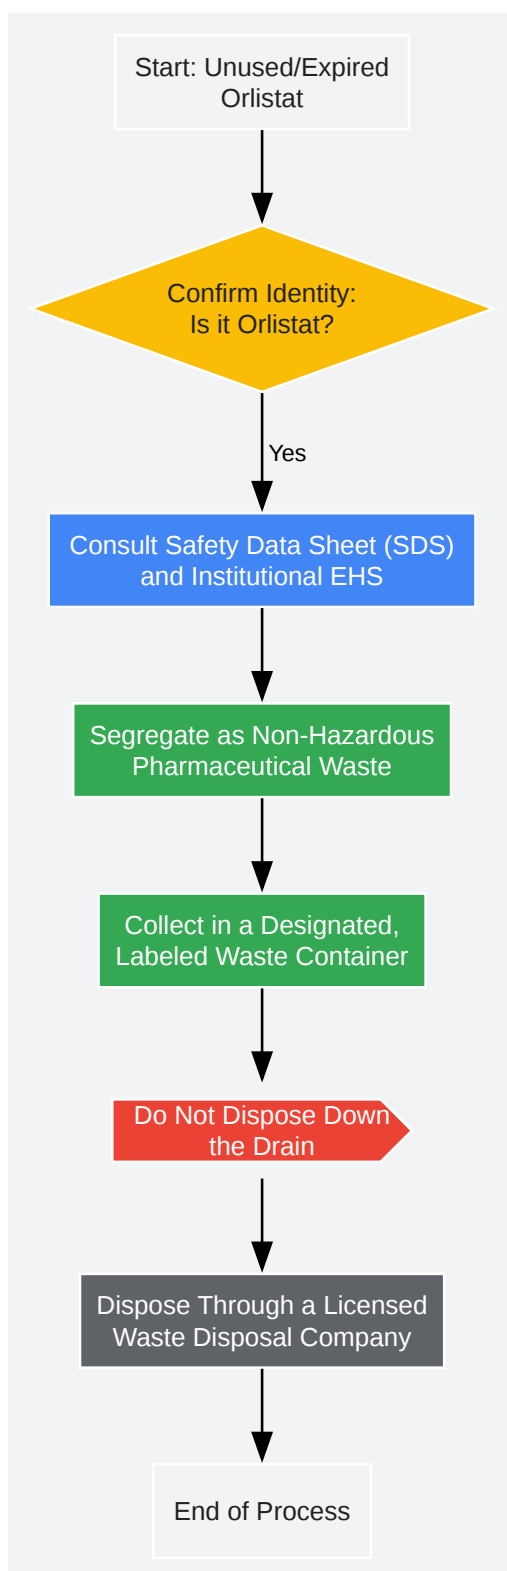 Start: Unused/Expired
Orlistat
Confirm Identity:
Is it Orlistat?
Yes
Consult Safety Data Sheet (SDS)
and Institutional EHS
Segregate as Non-Hazardous
Pharmaceutical Waste
Collect in a Designated,
Labeled Waste Container
Do Not Dispose Down
the Drain
Dispose Through a Licensed
Waste Disposal Company
End of Process